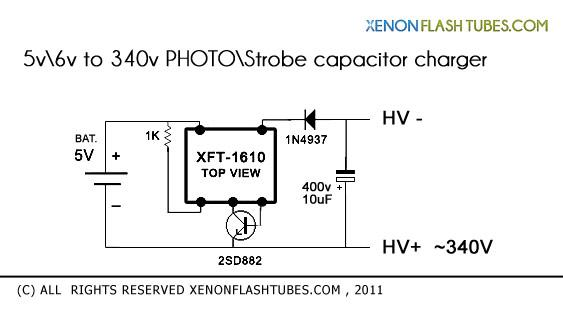 XENONFLASHTUBES.COM
5v\6v to 340v PHOTO\Strobe capacitor charger
HV -
1K
1N4937
BAT.
5V +
XFT-1610
TOP VIEW
400v
+
10uF
–
HV+ ~340V
2SD882
(C) ALL RIGHTS RESERVED XENONFLASHTUBES.COM , 2011